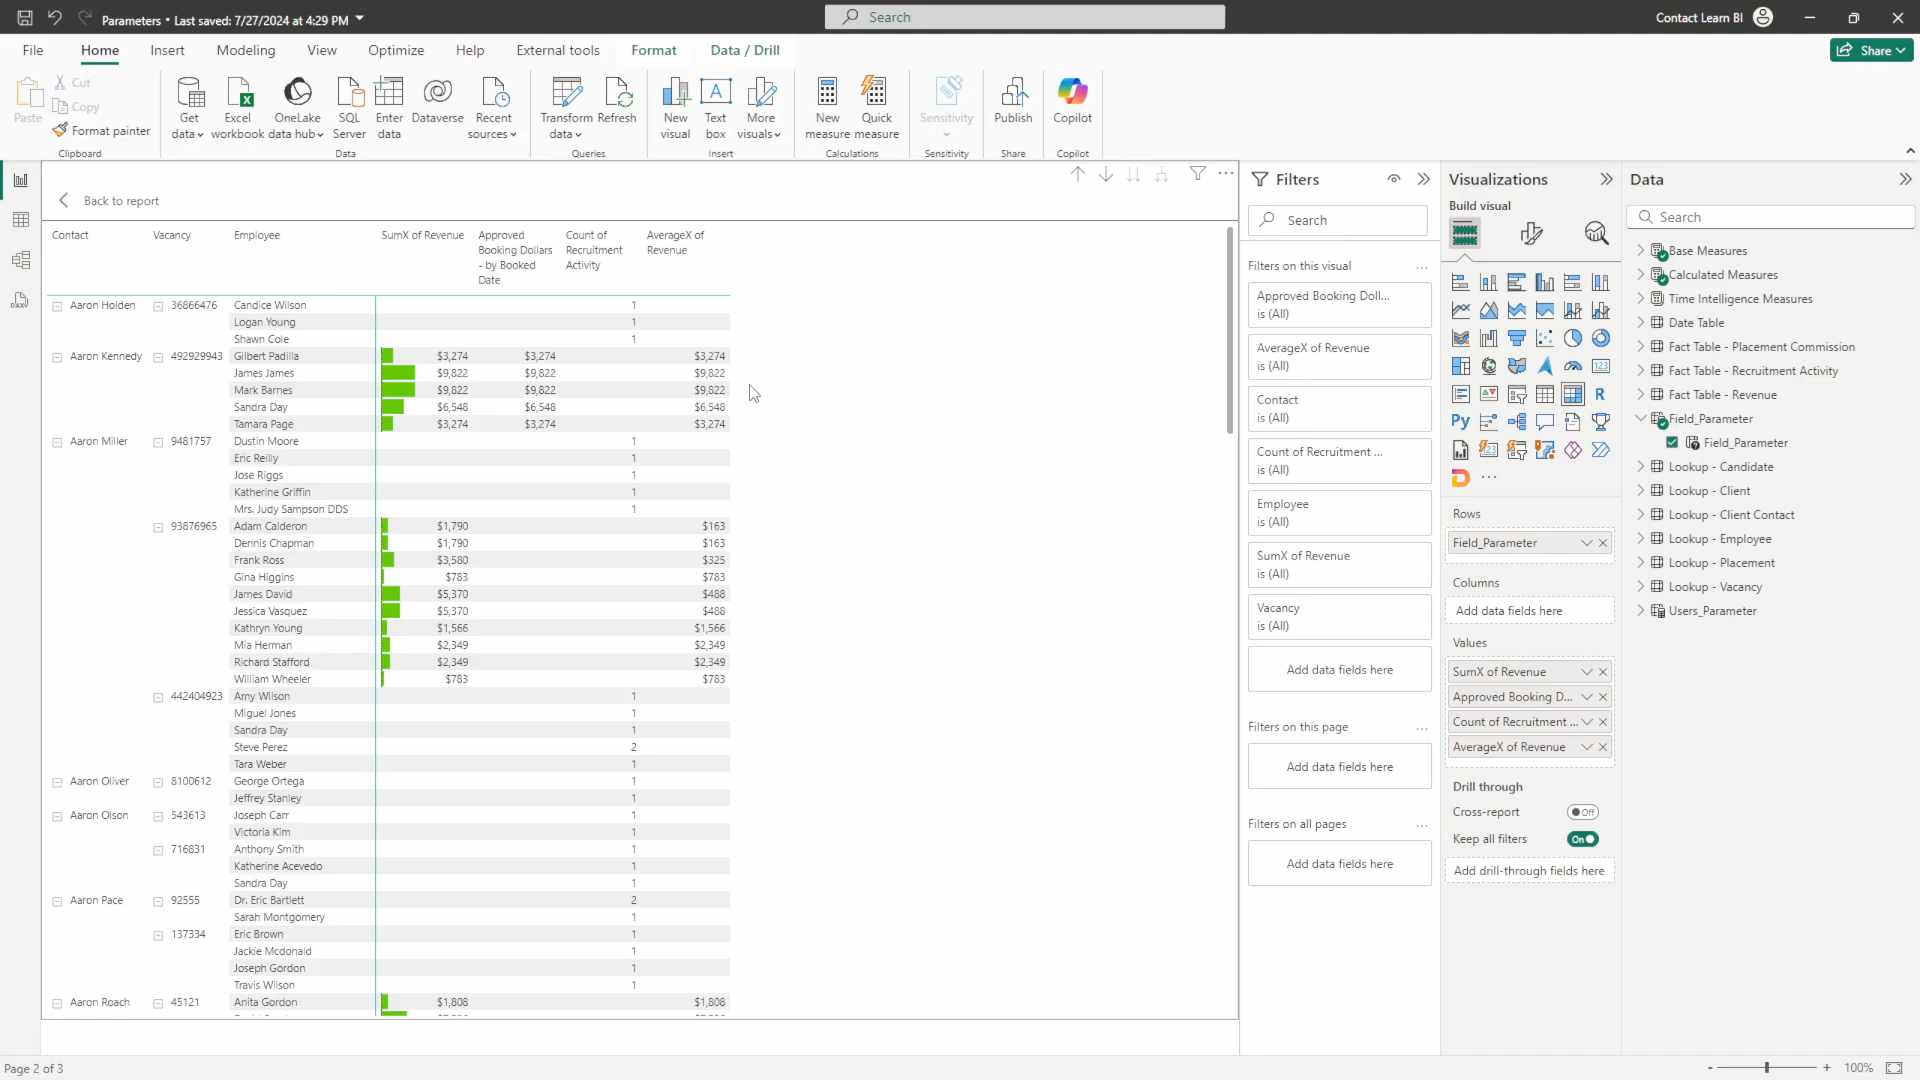 Parameters • Last saved: 7/27/2024 at 4:29 PM
Search
Contact Learn BI
File
Home
Insert
Modeling
View
Optimize
Help
External tools
Format
Data / Drill
Share
Paste
Cut
Copy
Format painter
Clipboard
Get data
Excel workbook
OneLake data hub
SQL Server
Enter data
Dataverse
Recent sources
Data
Transform data
Refresh
Queries
New visual
Text box
More visuals
Insert
New measure
Quick measure
Calculations
Sensitivity
Sensitivity
Publish
Share
Copilot
Copilot
Back to report
Contact Vacancy Employee SumX of Revenue Approved Booking Dollars - by Booked Date Count of Recruitment Activity AverageX of Revenue
Aaron Holden 36866476 Candice Wilson 1
Logan Young 1
Shawn Cole 1
Aaron Kennedy 492929943 Gilbert Padilla $3,274 $3,274 $3,274
James James $9,822 $9,822 $9,822
Mark Barnes $9,822 $9,822 $9,822
Sandra Day $6,548 $6,548 $6,548
Tamara Page $3,274 $3,274 $3,274
Aaron Miller 9481757 Dustin Moore 1
Eric Reilly 1
Jose Riggs 1
Katherine Griffin 1
Mrs. Judy Sampson DDS 1
93876965 Adam Calderon $1,790 $163
Dennis Chapman $1,790 $163
Frank Ross $3,580 $325
Gina Higgins $783 $783
James David $5,370 $488
Jessica Vasquez $5,370 $488
Kathryn Young $1,566 $1,566
Mia Herman $2,349 $2,349
Richard Stafford $2,349 $2,349
William Wheeler $783 $783
442404923 Amy Wilson 1
Miguel Jones 1
Sandra Day 1
Steve Perez 2
Tara Weber 1
Aaron Oliver 8100612 George Ortega 1
Jeffrey Stanley 1
Aaron Olson 543613 Joseph Carr 1
Victoria Kim 1
716831 Anthony Smith 1
Katherine Acevedo 1
Sandra Day 1
Aaron Pace 92555 Dr. Eric Bartlett 2
Sarah Montgomery 1
137334 Eric Brown 1
Jackie Mcdonald 1
Joseph Gordon 1
Travis Wilson 1
Aaron Roach 45121 Anita Gordon $1,808 $1,808
Filters
Search
Filters on this visual
Approved Booking Doll...
is (All)
AverageX of Revenue
is (All)
Contact
is (All)
Count of Recruitment ...
is (All)
Employee
is (All)
SumX of Revenue
is (All)
Vacancy
is (All)
Add data fields here
Filters on this page
Add data fields here
Filters on all pages
Add data fields here
Visualizations
Build visual
R
Py
123
Rows
Field_Parameter
Columns
Add data fields here
Values
SumX of Revenue
Approved Booking D...
Count of Recruitment ...
AverageX of Revenue
Drill through
Cross-report Off
Keep all filters On
Add drill-through fields here
Data
Search
Base Measures
Calculated Measures
Time Intelligence Measures
Date Table
Fact Table - Placement Commission
Fact Table - Recruitment Activity
Fact Table - Revenue
Field_Parameter
Field_Parameter
Lookup - Candidate
Lookup - Client
Lookup - Client Contact
Lookup - Employee
Lookup - Placement
Lookup - Vacancy
Users_Parameter
Page 2 of 3
- + 100%